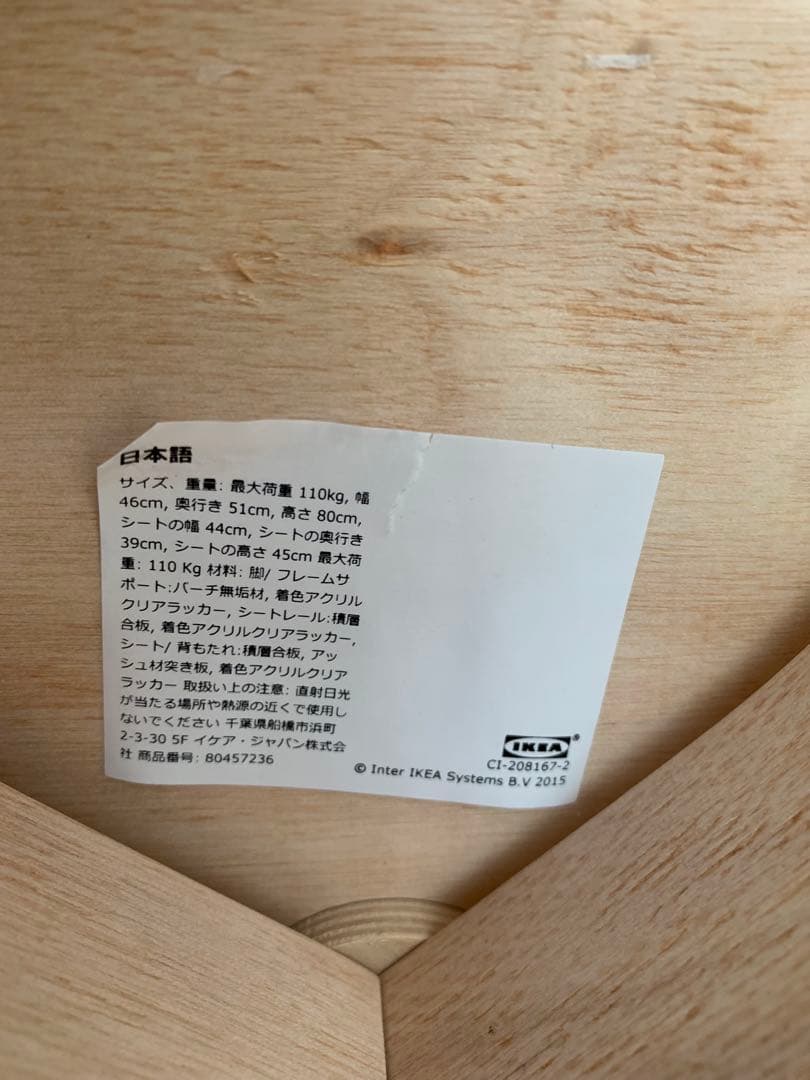 日本語
サイズ、重量: 最大荷重 110kg, 幅
46cm, 奥行き 51cm, 高さ 80cm,
シートの幅 44cm, シートの奥行き
39cm, シートの高さ 45cm 最大荷
重: 110 Kg 材料: 脚/ フレームサ
ポート:バーチ無垢材, 着色アクリル
クリアラッカー, シートレール:積層
合板, 着色アクリルクリアラッカー,
シート/ 背もたれ:積層合板, アッ
シュ材突き板, 着色アクリルクリア
ラッカー 取扱い上の注意: 直射日光
が当たる場所や熱源の近くで使用し
ないでください 千葉県船橋市浜町
2-3-30 5F イケア・ジャパン株式会
社 商品番号: 80457236
IKEA®
CI-208167-2
© Inter IKEA Systems B.V 2015